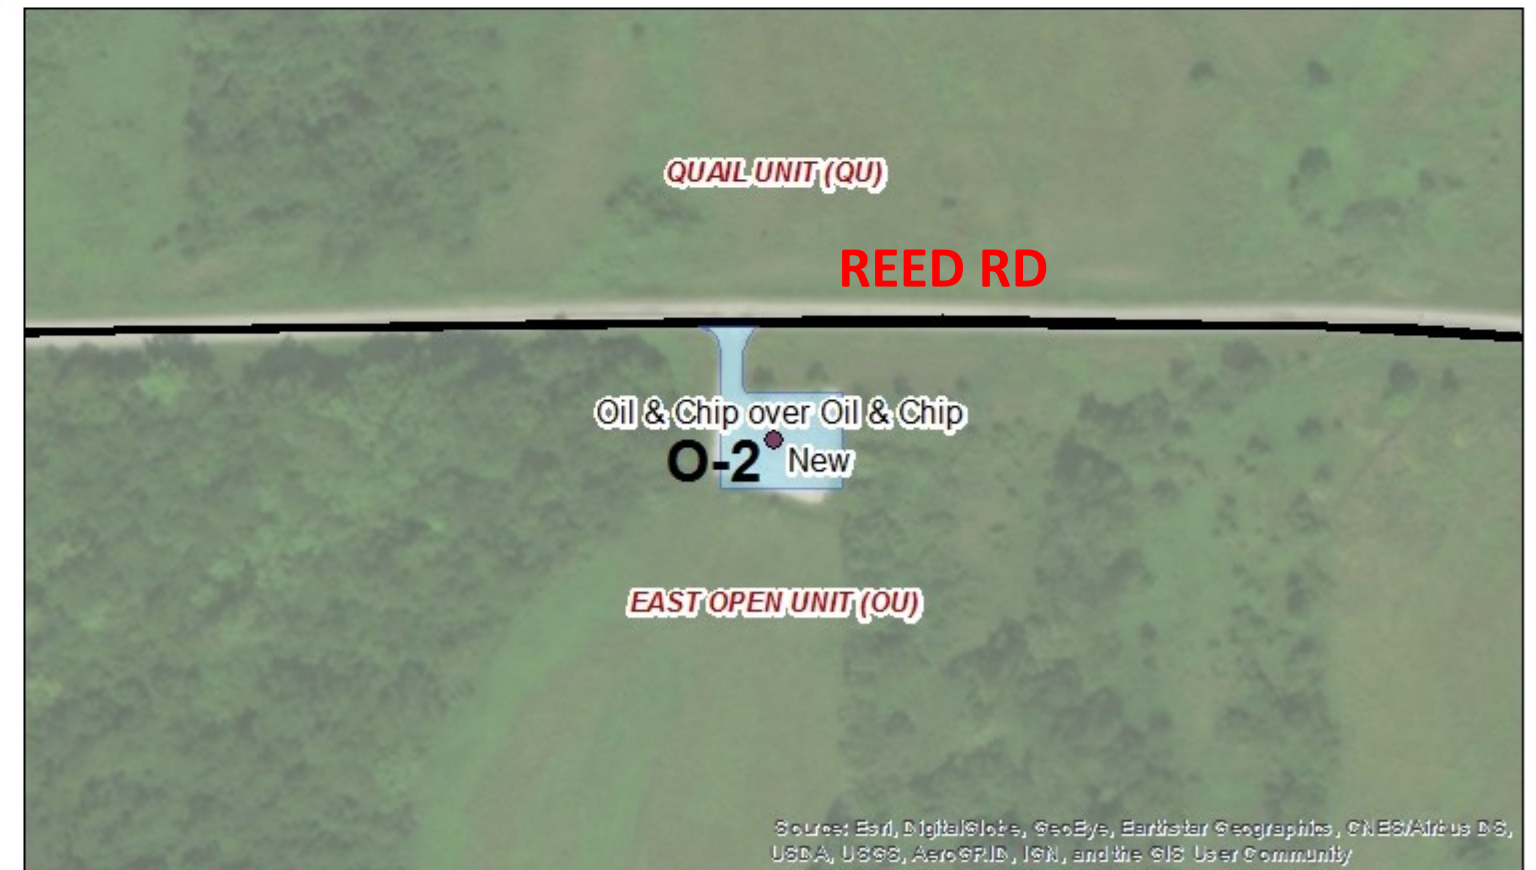 QUAIL UNIT (QU)
REED RD
Oil & Chip over Oil & Chip
O-2
New
EAST OPEN UNIT (OU)
Source: Esri, DigitalGlobe, GeoEye, Earthstar Geographics, CNES/Airbus DS,
USDA, USGS, AeroGRID, IGN, and the GIS User Community